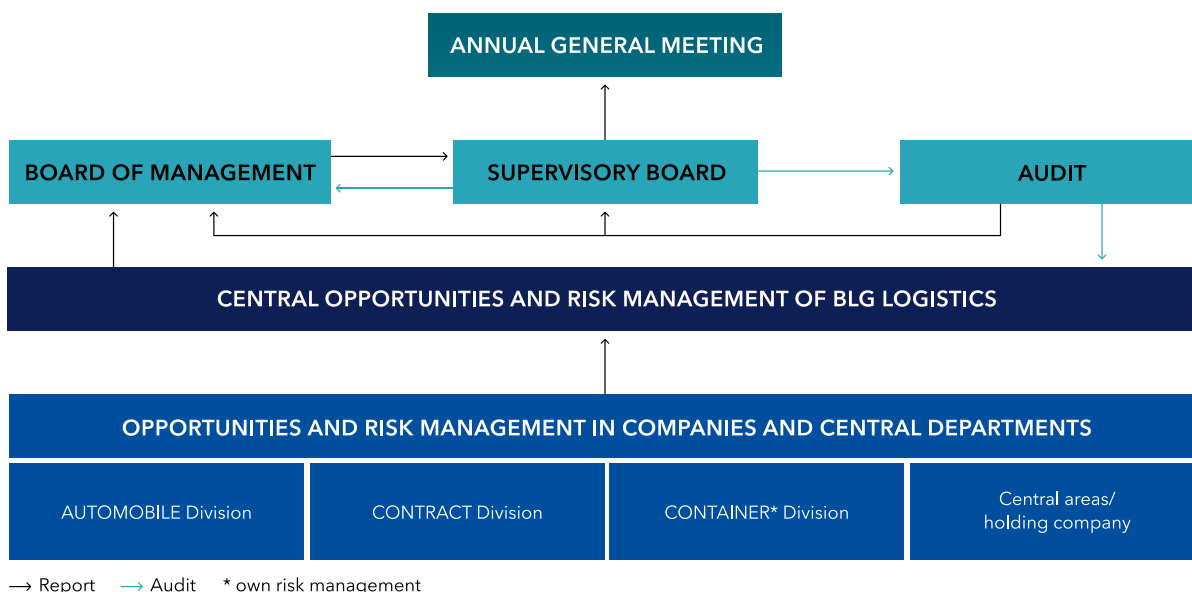 ANNUAL GENERAL MEETING
BOARD OF MANAGEMENT
SUPERVISORY BOARD
AUDIT
CENTRAL OPPORTUNITIES AND RISK MANAGEMENT OF BLG LOGISTICS
OPPORTUNITIES AND RISK MANAGEMENT IN COMPANIES AND CENTRAL DEPARTMENTS
AUTOMOBILE Division
CONTRACT Division
CONTAINER* Division
Central areas/
holding company
→ Report → Audit * own risk management